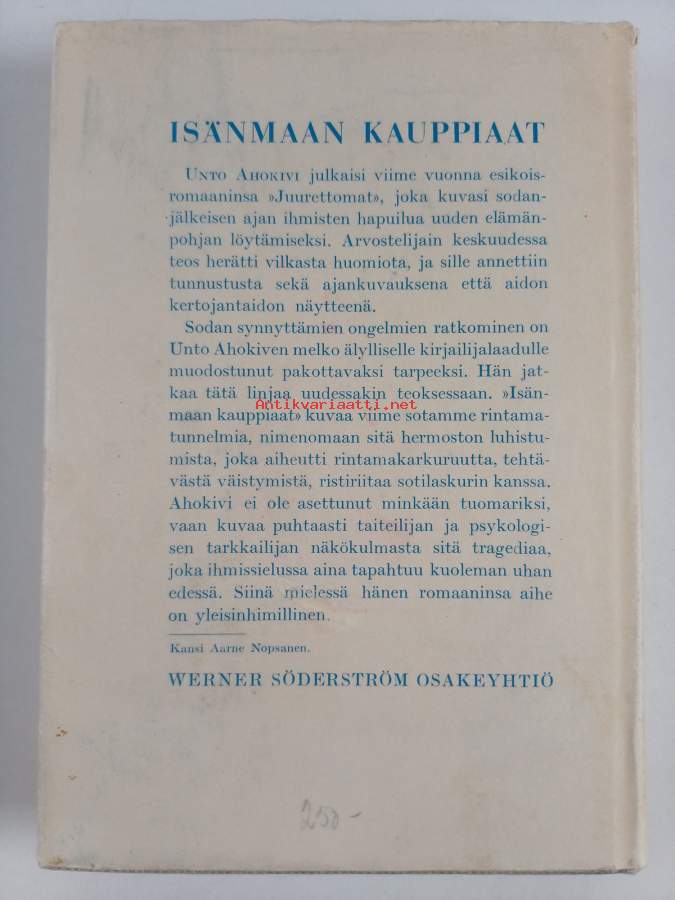 ISÄNMAAN KAUPPIAAT
UNTO AHOKIVI julkaisi viime vuonna esikois-
romaaninsa »Juurettomat», joka kuvasi sodan-
jälkeisen ajan ihmisten hapuilua uuden elämän-
pohjan löytämiseksi. Arvostelijain keskuudessa
teos herätti vilkasta huomiota, ja sille annettiin
tunnustusta sekä ajankuvauksena että aidon
kertojantaidon näytteenä.
Sodan synnyttämien ongelmien ratkominen on
Unto Ahokiven melko älylliselle kirjailijalaadulle
muodostunut pakottavaksi tarpeeksi. Hän jat-
kaa tätä linjaa uudessakin teoksessaan. »Isän-
Antikvariaatti.net
maan kauppiaat» kuvaa viime sotamme rintama-
tunnelmia, nimenomaan sitä hermoston luhistu-
mista, joka aiheutti rintamakarkuruutta, tehtä-
västä väistymistä, ristiriitaa sotilaskurin kanssa.
Ahokivi ei ole asettunut minkään tuomariksi,
vaan kuvaa puhtaasti taiteilijan ja psykologi-
sen tarkkailijan näkökulmasta sitä tragediaa,
joka ihmissielussa aina tapahtuu kuoleman uhan
edessä. Siinä mielessä hänen romaaninsa aihe
on yleisinhimillinen.
Kansi Aarne Nopsanen.
WERNER SÖDERSTRÖM OSAKEYHTIÖ
250-